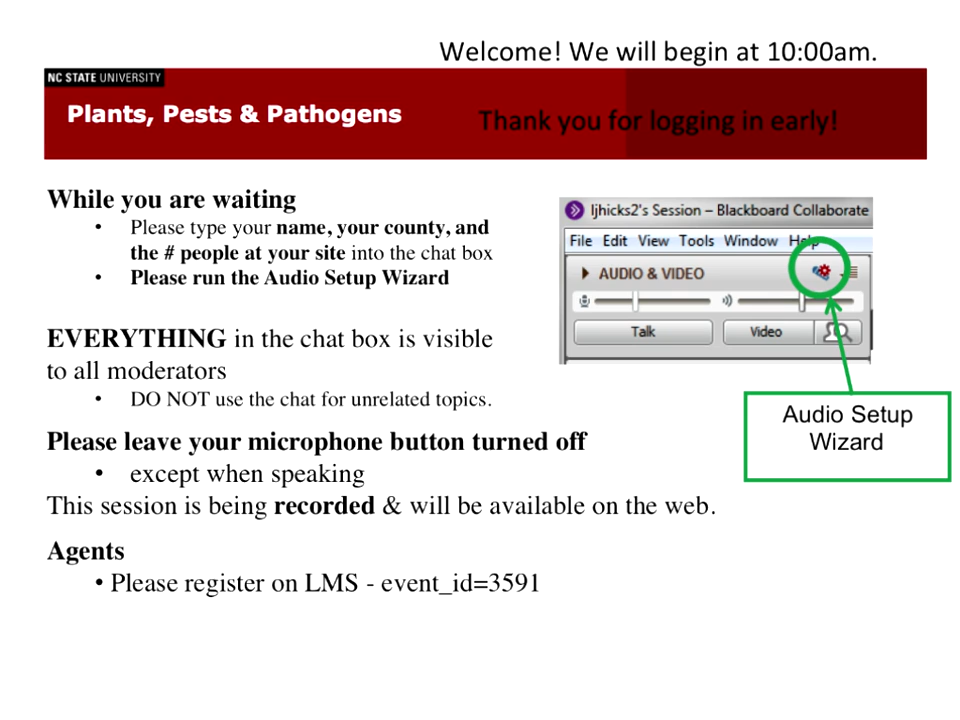 Welcome! We will begin at 10:00am.
NC STATE UNIVERSITY
Plants, Pests & Pathogens
Thank you for logging in early!
While you are waiting
• Please type your name, your county, and
the # people at your site into the chat box
• Please run the Audio Setup Wizard
EVERYTHING in the chat box is visible
to all moderators
• DO NOT use the chat for unrelated topics.
Please leave your microphone button turned off
• except when speaking
This session is being recorded & will be available on the web.
Agents
• Please register on LMS - event_id=3591
ljhicks2's Session – Blackboard Collaborate
File Edit View Tools Window Help
AUDIO & VIDEO
Talk Video
Audio Setup
Wizard